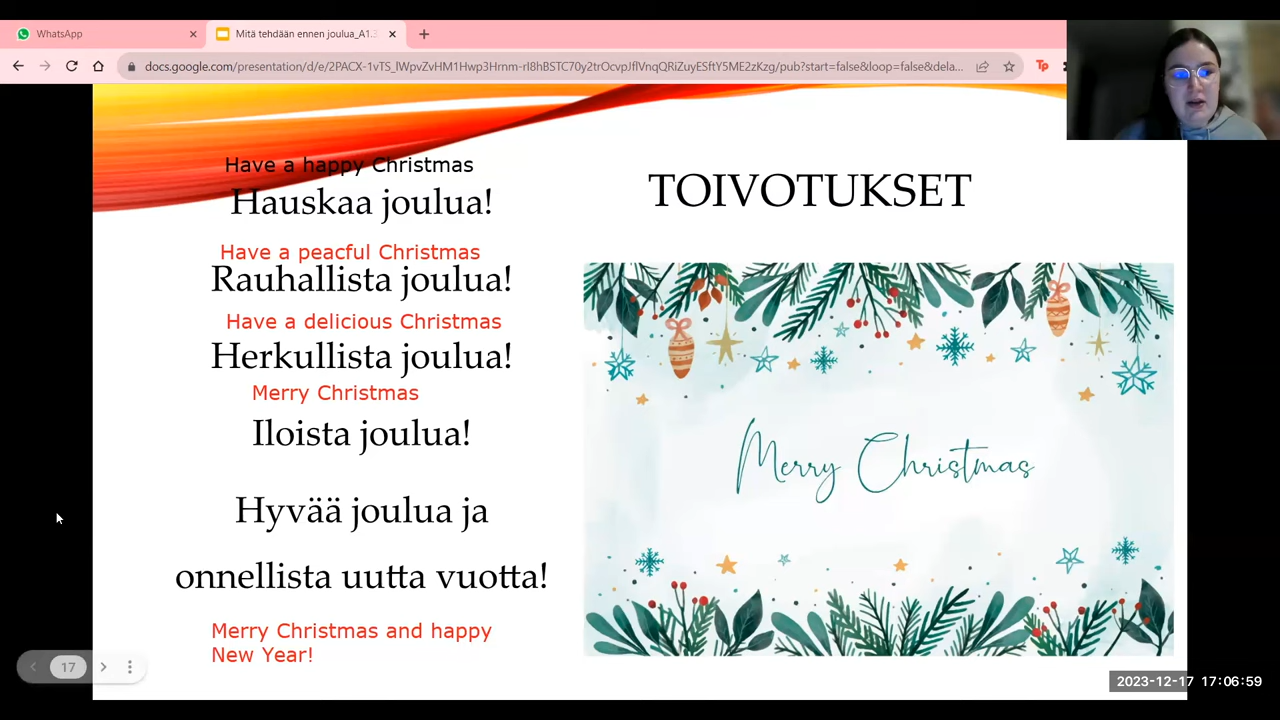 WhatsApp
Mitä tehdään ennen joulua_A1.3
docs.google.com/presentation/d/e/2PACX-1vTS_lWpvZvHM1Hwp3Hrnm-rI8hBSTC70y2trOcvpJflVnqQRiZuyESftY5ME2zKzg/pub?start=false&loop=false&dela...
Have a happy Christmas
Hauskaa joulua!
TOIVOTUKSET
Have a peacful Christmas
Rauhallista joulua!
Have a delicious Christmas
Herkullista joulua!
Merry Christmas
Iloista joulua!
Merry Christmas
Hyvää joulua ja
onnellista uutta vuotta!
Merry Christmas and happy
New Year!
17
2023-12-17 17:06:59